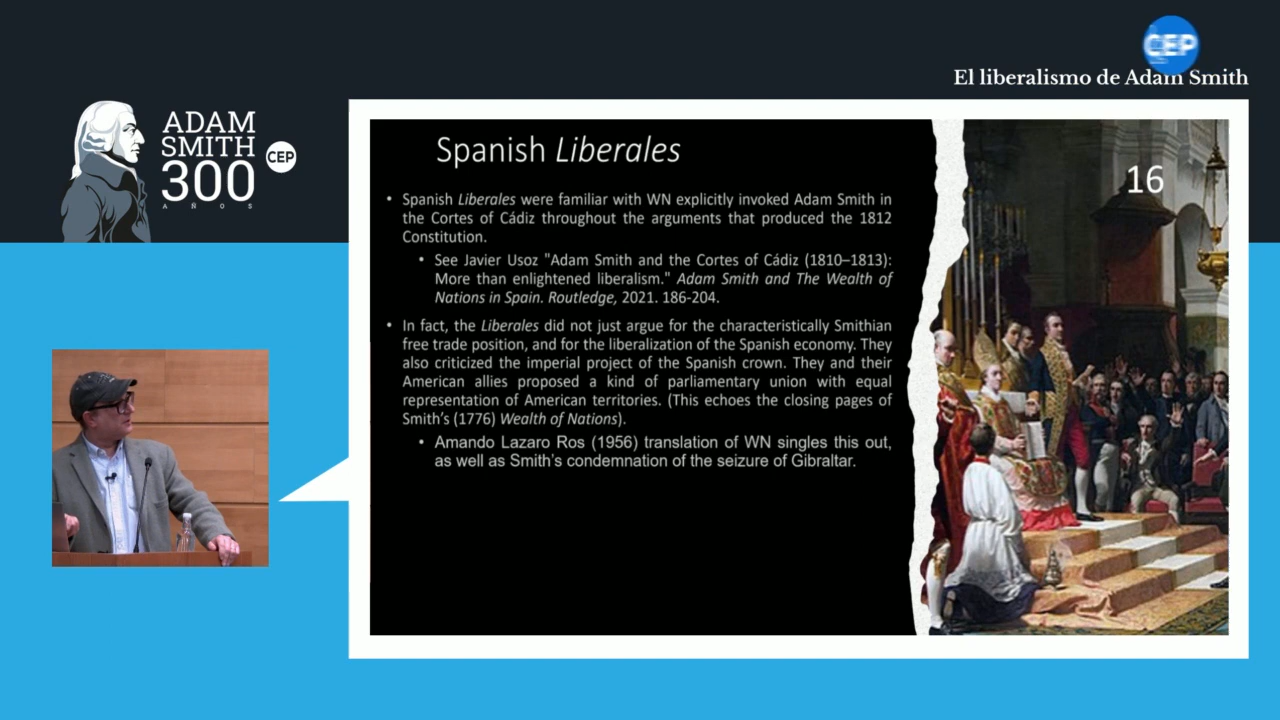 CEP
El liberalismo de Adam Smith
ADAM
SMITH
300
AÑOS
CEP
Spanish Liberales
16
• Spanish Liberales were familiar with WN explicitly invoked Adam Smith in
the Cortes of Cádiz throughout the arguments that produced the 1812
Constitution.
• See Javier Usoz "Adam Smith and the Cortes of Cádiz (1810–1813):
More than enlightened liberalism." Adam Smith and The Wealth of
Nations in Spain. Routledge, 2021. 186-204.
• In fact, the Liberales did not just argue for the characteristically Smithian
free trade position, and for the liberalization of the Spanish economy. They
also criticized the imperial project of the Spanish crown. They and their
American allies proposed a kind of parliamentary union with equal
representation of American territories. (This echoes the closing pages of
Smith's (1776) Wealth of Nations).
• Amando Lazaro Ros (1956) translation of WN singles this out,
as well as Smith's condemnation of the seizure of Gibraltar.